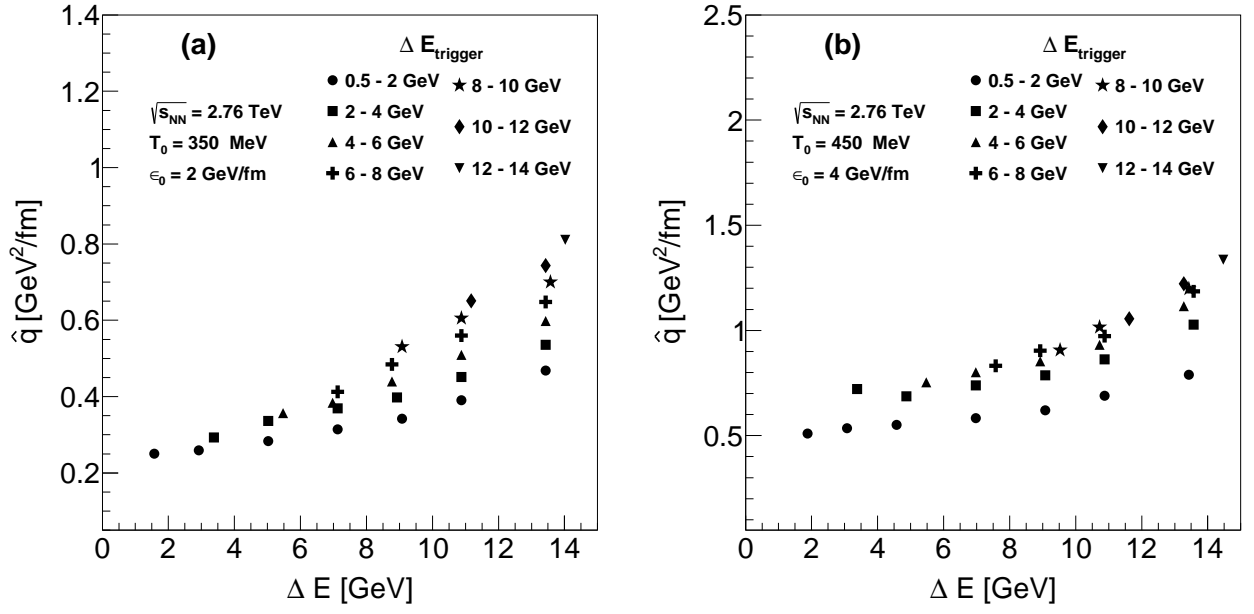 (a)
Δ E_trigger
0.5 - 2 GeV
2 - 4 GeV
4 - 6 GeV
6 - 8 GeV
8 - 10 GeV
10 - 12 GeV
12 - 14 GeV
√s_NN = 2.76 TeV
T_0 = 350 MeV
ϵ_0 = 2 GeV/fm
q̂ [GeV²/fm]
1.4
1.2
1
0.8
0.6
0.4
0.2
0 2 4 6 8 10 12 14
Δ E [GeV]
(b)
Δ E_trigger
0.5 - 2 GeV
2 - 4 GeV
4 - 6 GeV
6 - 8 GeV
8 - 10 GeV
10 - 12 GeV
12 - 14 GeV
√s_NN = 2.76 TeV
T_0 = 450 MeV
ϵ_0 = 4 GeV/fm
q̂ [GeV²/fm]
2.5
2
1.5
1
0.5
0 2 4 6 8 10 12 14
Δ E [GeV]